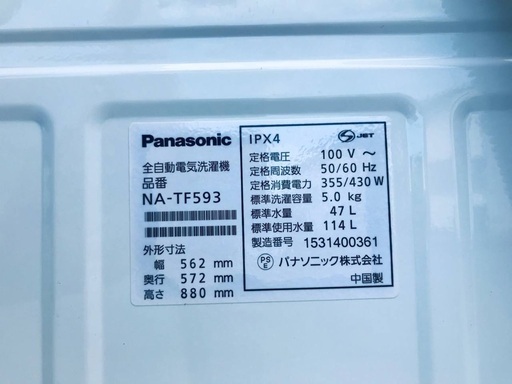 Panasonic
全自動電気洗濯機
品番
NA-TF593
外形寸法
幅 562 mm
奥行 572 mm
高さ 880 mm
IPX4
S JET
定格電圧 100 V ～
定格周波数 50/60 Hz
定格消費電力 355/430 W
標準洗濯容量 5.0 kg
標準水量 47 L
標準使用水量 114 L
製造番号 1531400361
PSE パナソニック株式会社
中国製